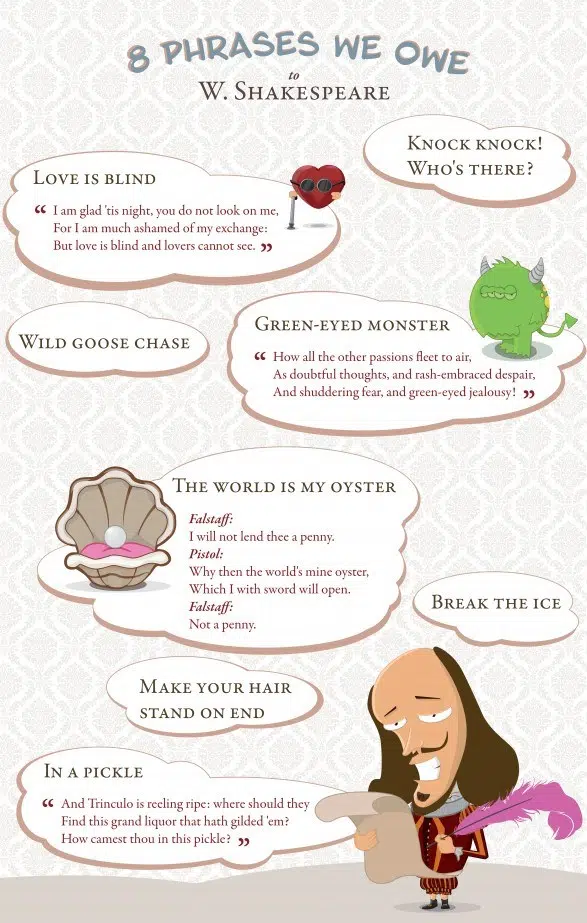 8 PHRASES WE OWE
to
W. SHAKESPEARE
KNOCK KNOCK!
WHO'S THERE?
LOVE IS BLIND
“ I am glad 'tis night, you do not look on me,
For I am much ashamed of my exchange:
But love is blind and lovers cannot see. ”
WILD GOOSE CHASE
GREEN-EYED MONSTER
“ How all the other passions fleet to air,
As doubtful thoughts, and rash-embraced despair,
And shuddering fear, and green-eyed jealousy! ”
THE WORLD IS MY OYSTER
Falstaff:
I will not lend thee a penny.
Pistol:
Why then the world's mine oyster,
Which I with sword will open.
Falstaff:
Not a penny.
BREAK THE ICE
MAKE YOUR HAIR
STAND ON END
IN A PICKLE
“ And Trinculo is reeling ripe: where should they
Find this grand liquor that hath gilded 'em?
How camest thou in this pickle? ”